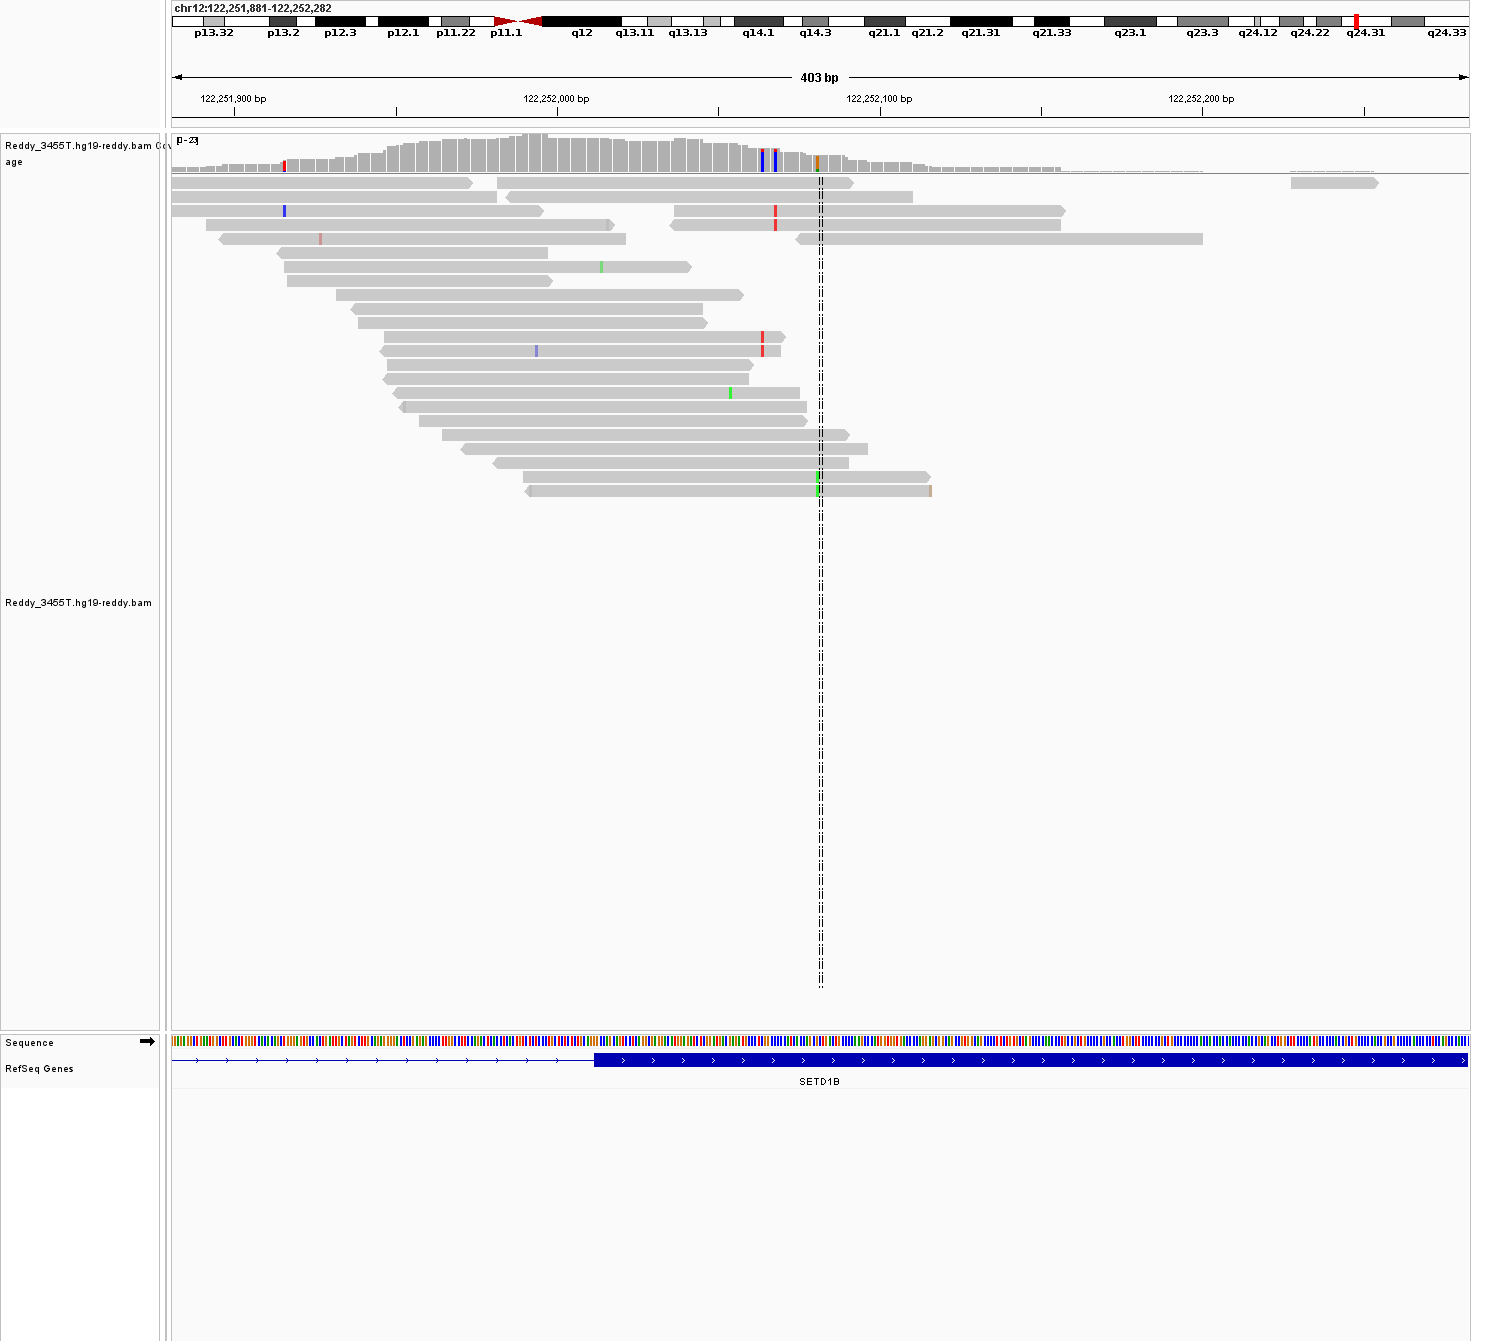 chr12:122,251,881-122,252,282
p13.32 p13.2 p12.3 p12.1 p11.22 p11.1 q12 q13.11 q13.13 q14.1 q14.3 q21.1 q21.2 q21.31 q21.33 q23.1 q23.3 q24.12 q24.22 q24.31 q24.33
403 bp
122,251,900 bp 122,252,000 bp 122,252,100 bp 122,252,200 bp
Reddy_3455T.hg19-reddy.bam Cov
age
[0-23]
Reddy_3455T.hg19-reddy.bam
Sequence
RefSeq Genes
SETD1B